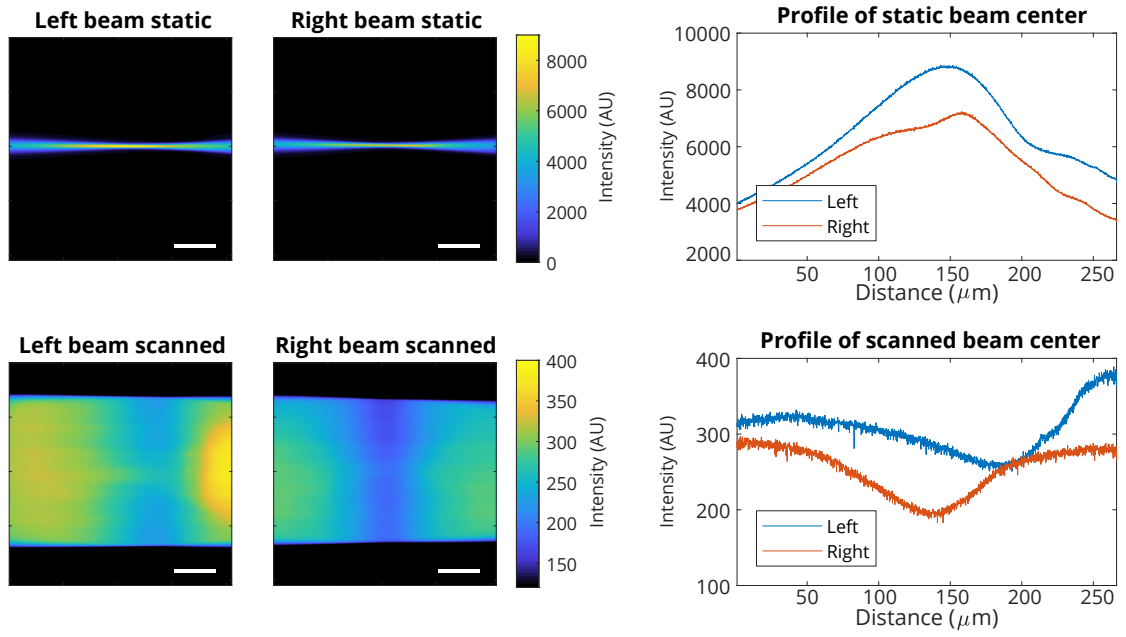 Left beam static
Right beam static
8000
6000
4000
2000
0
Intensity (AU)
Profile of static beam center
10000
8000
6000
4000
2000
Intensity (AU)
Left
Right
50 100 150 200 250
Distance (μm)
Left beam scanned
Right beam scanned
400
350
300
250
200
150
Intensity (AU)
Profile of scanned beam center
400
300
200
100
Intensity (AU)
Left
Right
50 100 150 200 250
Distance (μm)